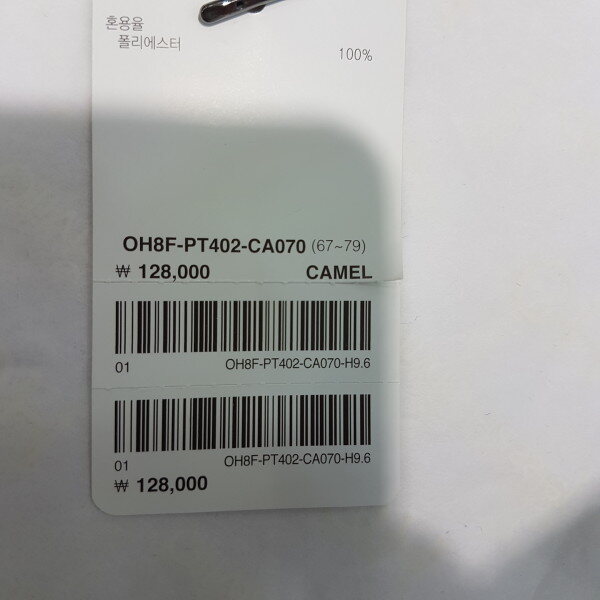 혼용율
폴리에스터
100%
OH8F-PT402-CA070 (67~79)
₩ 128,000 CAMEL
01 OH8F-PT402-CA070-H9.6
01 OH8F-PT402-CA070-H9.6
₩ 128,000